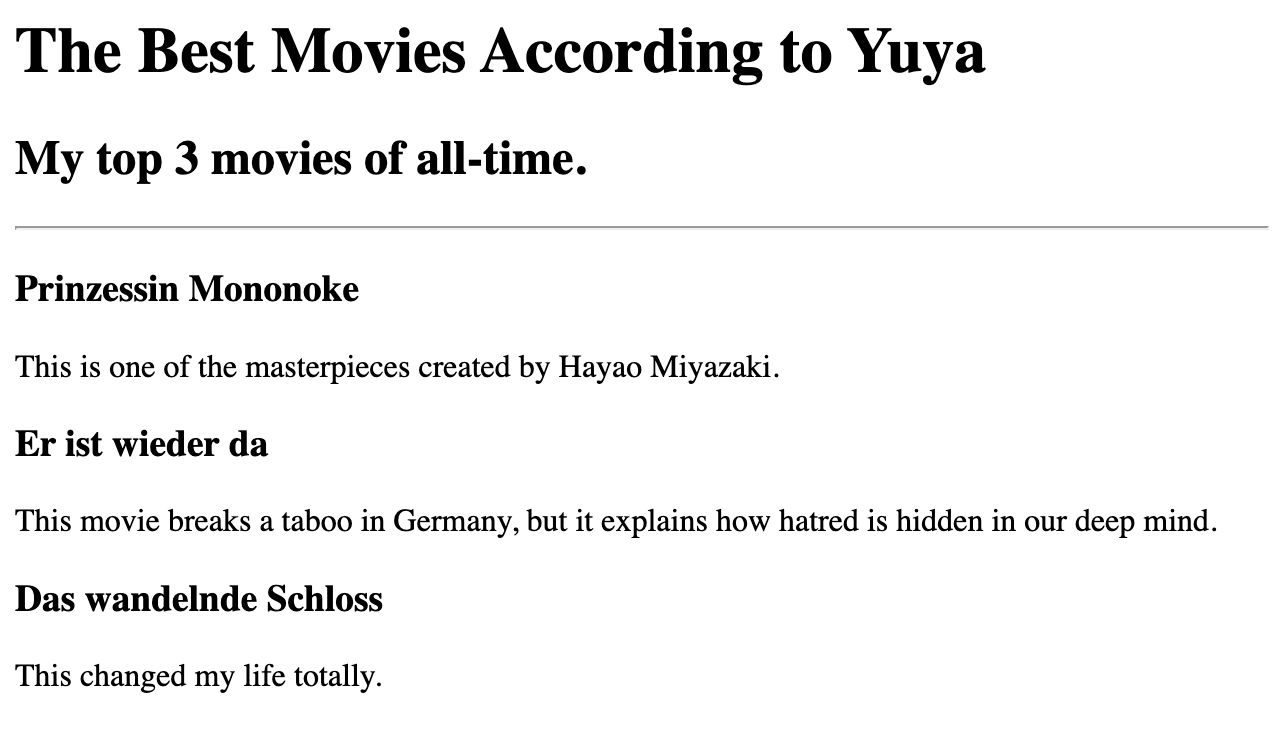 The Best Movies According to Yuya
My top 3 movies of all-time.
Prinzessin Mononoke
This is one of the masterpieces created by Hayao Miyazaki.
Er ist wieder da
This movie breaks a taboo in Germany, but it explains how hatred is hidden in our deep mind.
Das wandelnde Schloss
This changed my life totally.